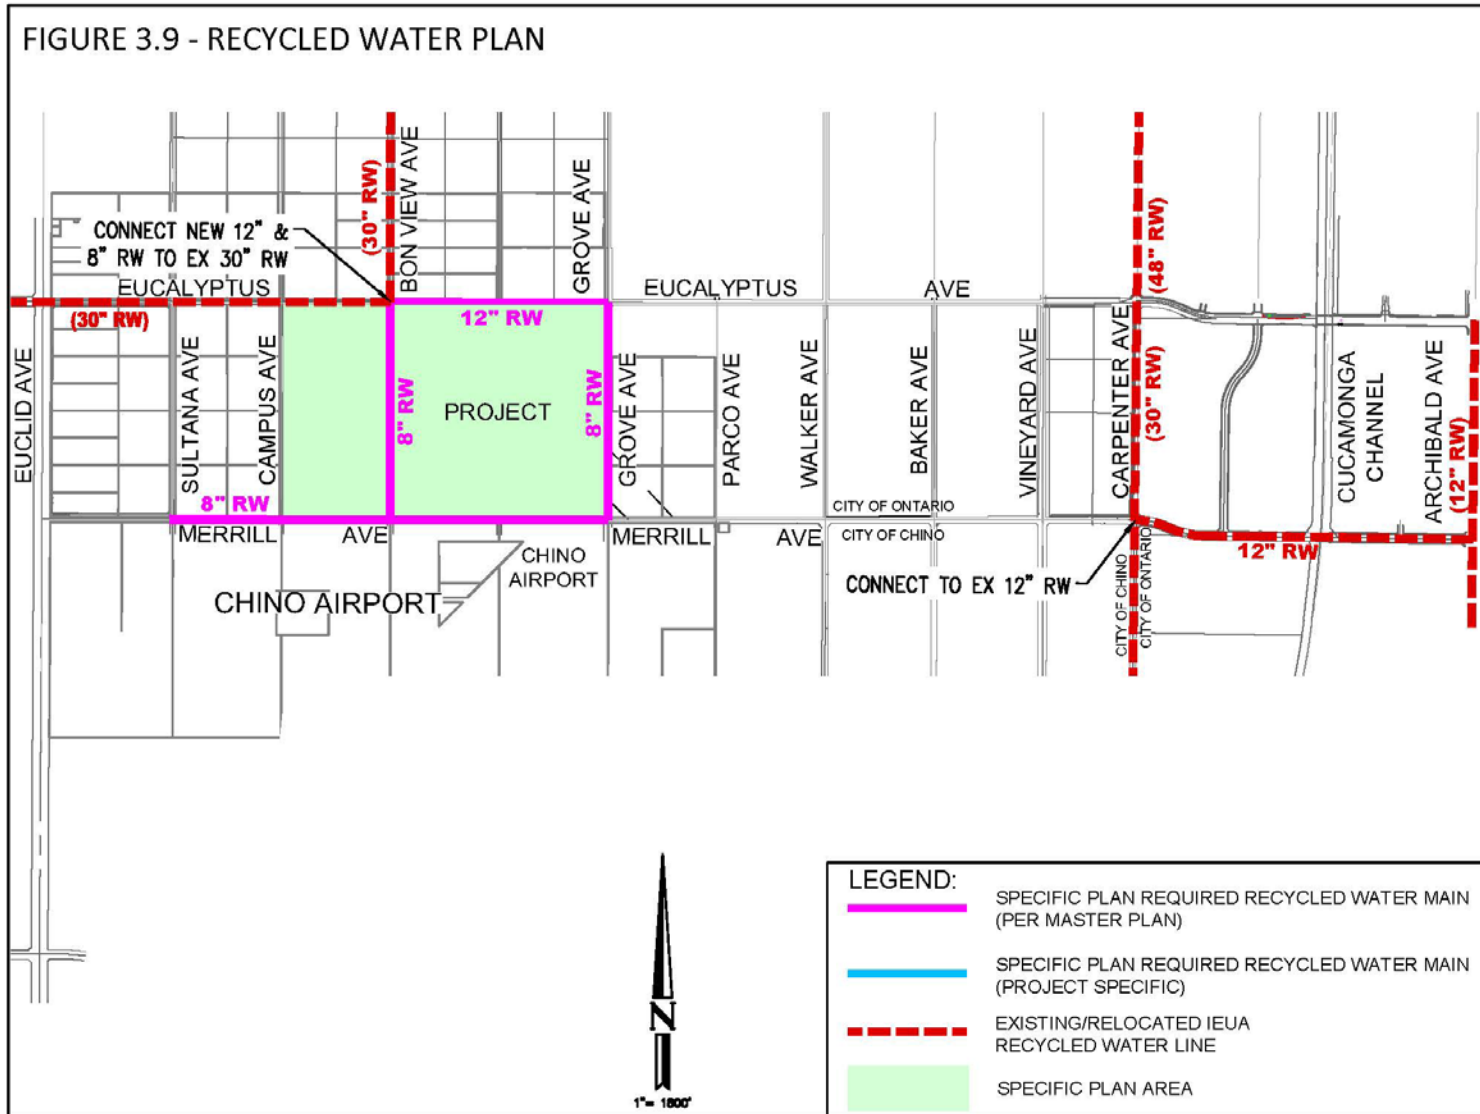 FIGURE 3.9 - RECYCLED WATER PLAN
BON VIEW AVE
(30" RW)
GROVE AVE
CONNECT NEW 12" &
8" RW TO EX 30" RW
(48" RW)
EUCALYPTUS
EUCALYPTUS
AVE
(30" RW)
12" RW
EUCLID AVE
SULTANA AVE
CAMPUS AVE
8" RW
PROJECT
8" RW
GROVE AVE
PARCO AVE
WALKER AVE
BAKER AVE
VINEYARD AVE
CARPENTER AVE
(30" RW)
CUCAMONGA
CHANNEL
ARCHIBALD AVE
(12" RW)
8" RW
CITY OF ONTARIO
MERRILL
AVE
MERRILL
AVE
CITY OF CHINO
12" RW
CHINO
AIRPORT
CHINO AIRPORT
CONNECT TO EX 12" RW
CITY OF CHINO
CITY OF ONTARIO
N
1"= 1800'
LEGEND:
SPECIFIC PLAN REQUIRED RECYCLED WATER MAIN
(PER MASTER PLAN)
SPECIFIC PLAN REQUIRED RECYCLED WATER MAIN
(PROJECT SPECIFIC)
EXISTING/RELOCATED IEUA
RECYCLED WATER LINE
SPECIFIC PLAN AREA